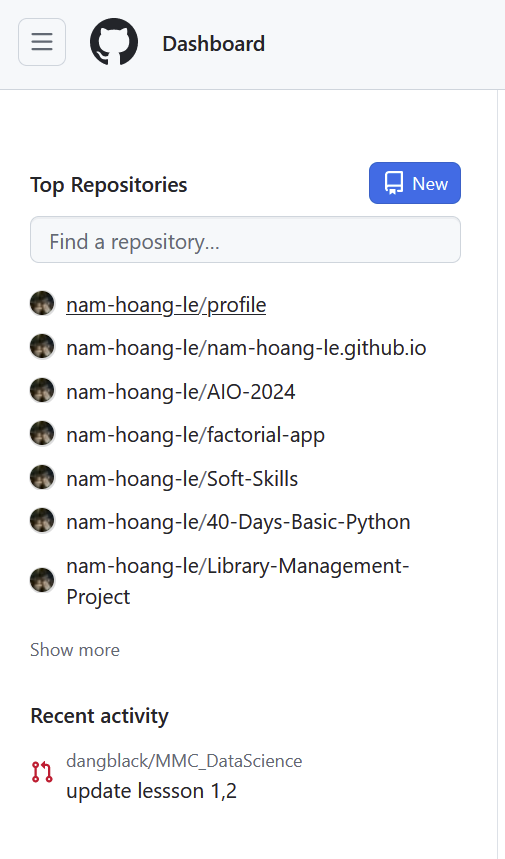 Dashboard
Top Repositories
New
Find a repository...
nam-hoang-le/profile
nam-hoang-le/nam-hoang-le.github.io
nam-hoang-le/AIO-2024
nam-hoang-le/factorial-app
nam-hoang-le/Soft-Skills
nam-hoang-le/40-Days-Basic-Python
nam-hoang-le/Library-Management-
Project
Show more
Recent activity
dangblack/MMC_DataScience
update lessson 1,2